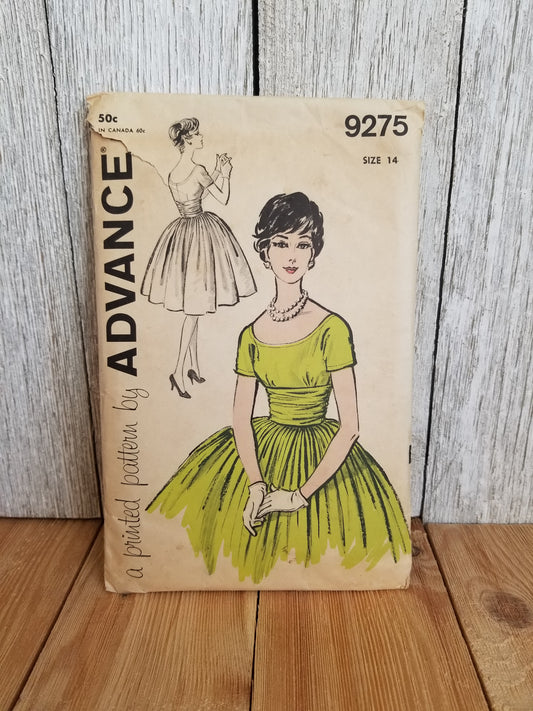 50c
IN CANADA 60c
9275
SIZE 14
a printed pattern by ADVANCE®